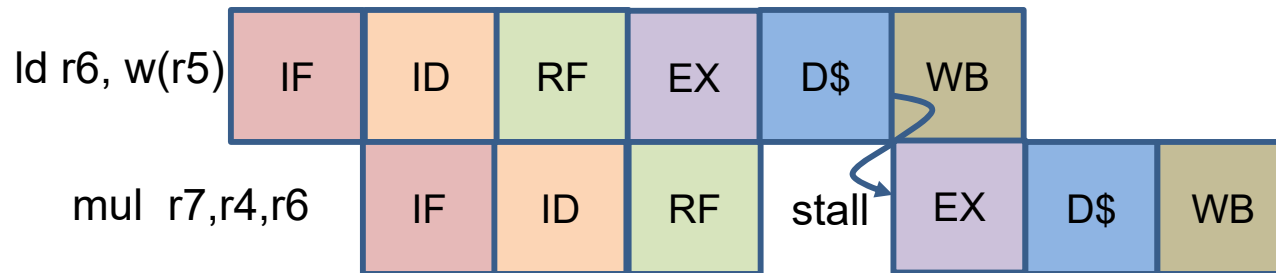 ld r6, w(r5) IF ID RF EX D$ WB
mul r7,r4,r6 IF ID RF stall EX D$ WB